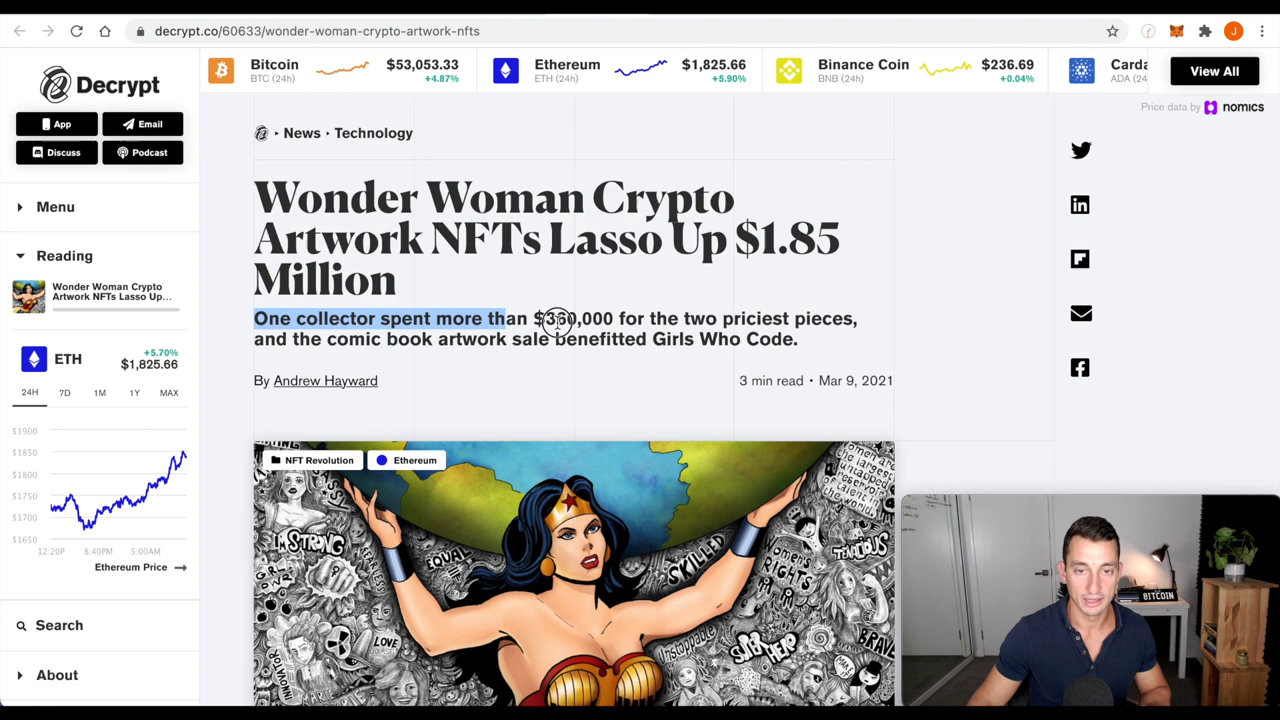 decrypt.co/60633/wonder-woman-crypto-artwork-nfts
J
Decrypt
App
Email
Discuss
Podcast
Menu
Reading
Wonder Woman Crypto
Artwork NFTs Lasso Up...
ETH
+5.70%
$1,825.66
24H 7D 1M 1Y MAX
$1900
$1850
$1800
$1750
$1700
$1650
12:20P 8:40PM 5:00AM
Ethereum Price
Search
About
Bitcoin $53,053.33
BTC (24h) +4.87%
Ethereum $1,825.66
ETH (24h) +5.90%
Binance Coin $236.69
BNB (24h) +0.04%
Carda
ADA (24
View All
Price data by nomics
News Technology
Wonder Woman Crypto
Artwork NFTs Lasso Up $1.85
Million
One collector spent more than $360,000 for the two priciest pieces,
and the comic book artwork sale benefitted Girls Who Code.
By Andrew Hayward 3 min read • Mar 9, 2021
NFT Revolution
Ethereum
STRONG
EQUAL
SKILLED
women's
RIGHTS
TENACIOUS
LOVE
INNOVATOR
Unstoppable
SUPER
HERO
BRAVE
BITCOIN